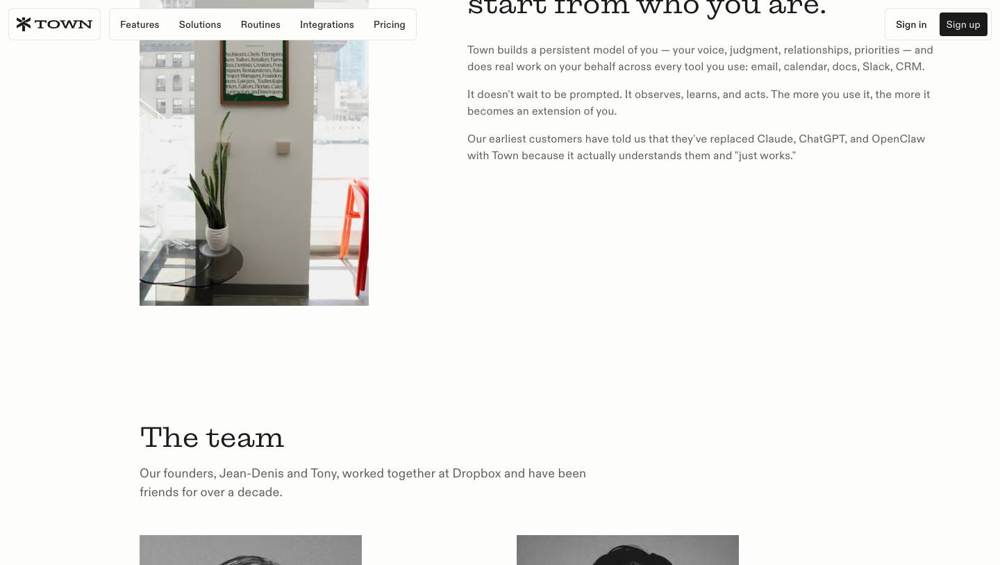 TOWN
Features
Solutions
Routines
Integrations
Pricing
Sign in
Sign up
start from who you are.
Town builds a persistent model of you — your voice, judgment, relationships, priorities — and
does real work on your behalf across every tool you use: email, calendar, docs, Slack, CRM.
It doesn't wait to be prompted. It observes, learns, and acts. The more you use it, the more it
becomes an extension of you.
Our earliest customers have told us that they've replaced Claude, ChatGPT, and OpenClaw
with Town because it actually understands them and "just works."
The team
Our founders, Jean-Denis and Tony, worked together at Dropbox and have been
friends for over a decade.